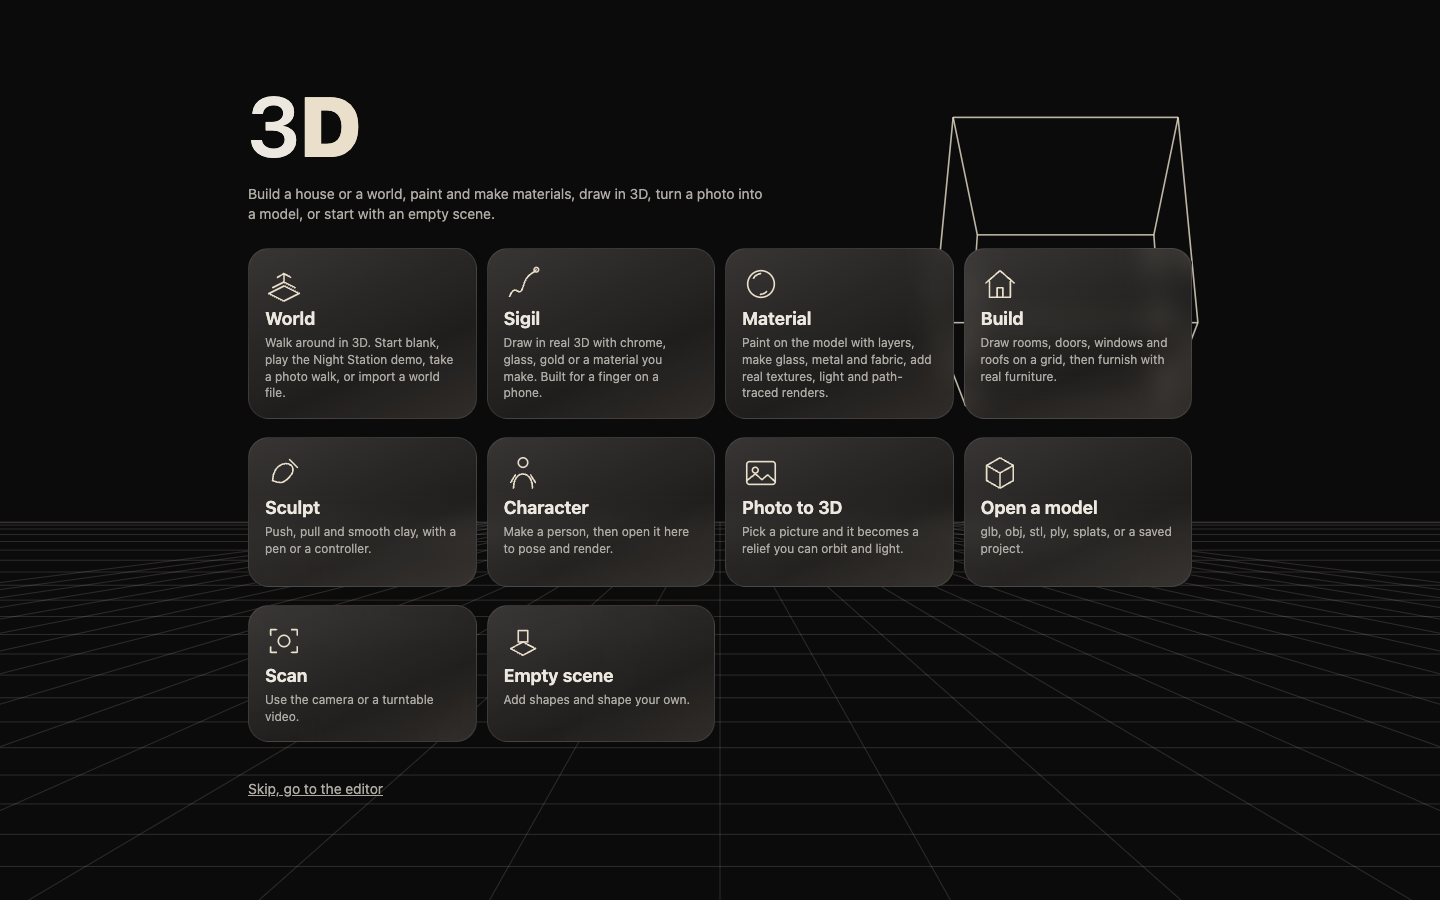 3D
Build a house or a world, paint and make materials, draw in 3D, turn a photo into
a model, or start with an empty scene.
World
Walk around in 3D. Start blank,
play the Night Station demo, take
a photo walk, or import a world
file.
Sigil
Draw in real 3D with chrome,
glass, gold or a material you
make. Built for a finger on a
phone.
Material
Paint on the model with layers,
make glass, metal and fabric, add
real textures, light and path-
traced renders.
Build
Draw rooms, doors, windows and
roofs on a grid, then furnish with
real furniture.
Sculpt
Push, pull and smooth clay, with a
pen or a controller.
Character
Make a person, then open it here
to pose and render.
Photo to 3D
Pick a picture and it becomes a
relief you can orbit and light.
Open a model
glb, obj, stl, ply, splats, or a saved
project.
Scan
Use the camera or a turntable
video.
Empty scene
Add shapes and shape your own.
Skip, go to the editor